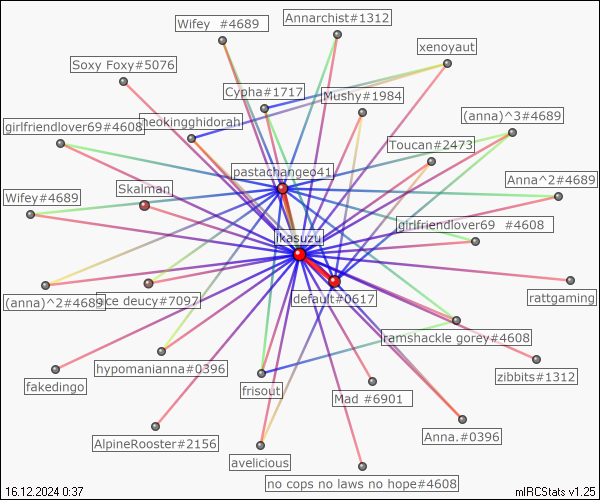 Wifey  #4689
Annarchist#1312
xenoyaut
Soxy Foxy#5076
Cypha#1717
Mushy#1984
(anna)^3#4689
girlfriendlover69#4608
neokingghidorah
Toucan#2473
pastachangeo41
Skalman
Anna^2#4689
Wifey#4689
girlfriendlover69  #4608
ikasuzu
(anna)^2#4689
ice deucy#7097
default#0617
rattgaming
ramshackle gorey#4608
hypomanianna#0396
fakedingo
frisout
zibbits#1312
Mad #6901
AlpineRooster#2156
Anna.#0396
avelicious
no cops no laws no hope#4608
16.12.2024 0:37
mIRCStats v1.25